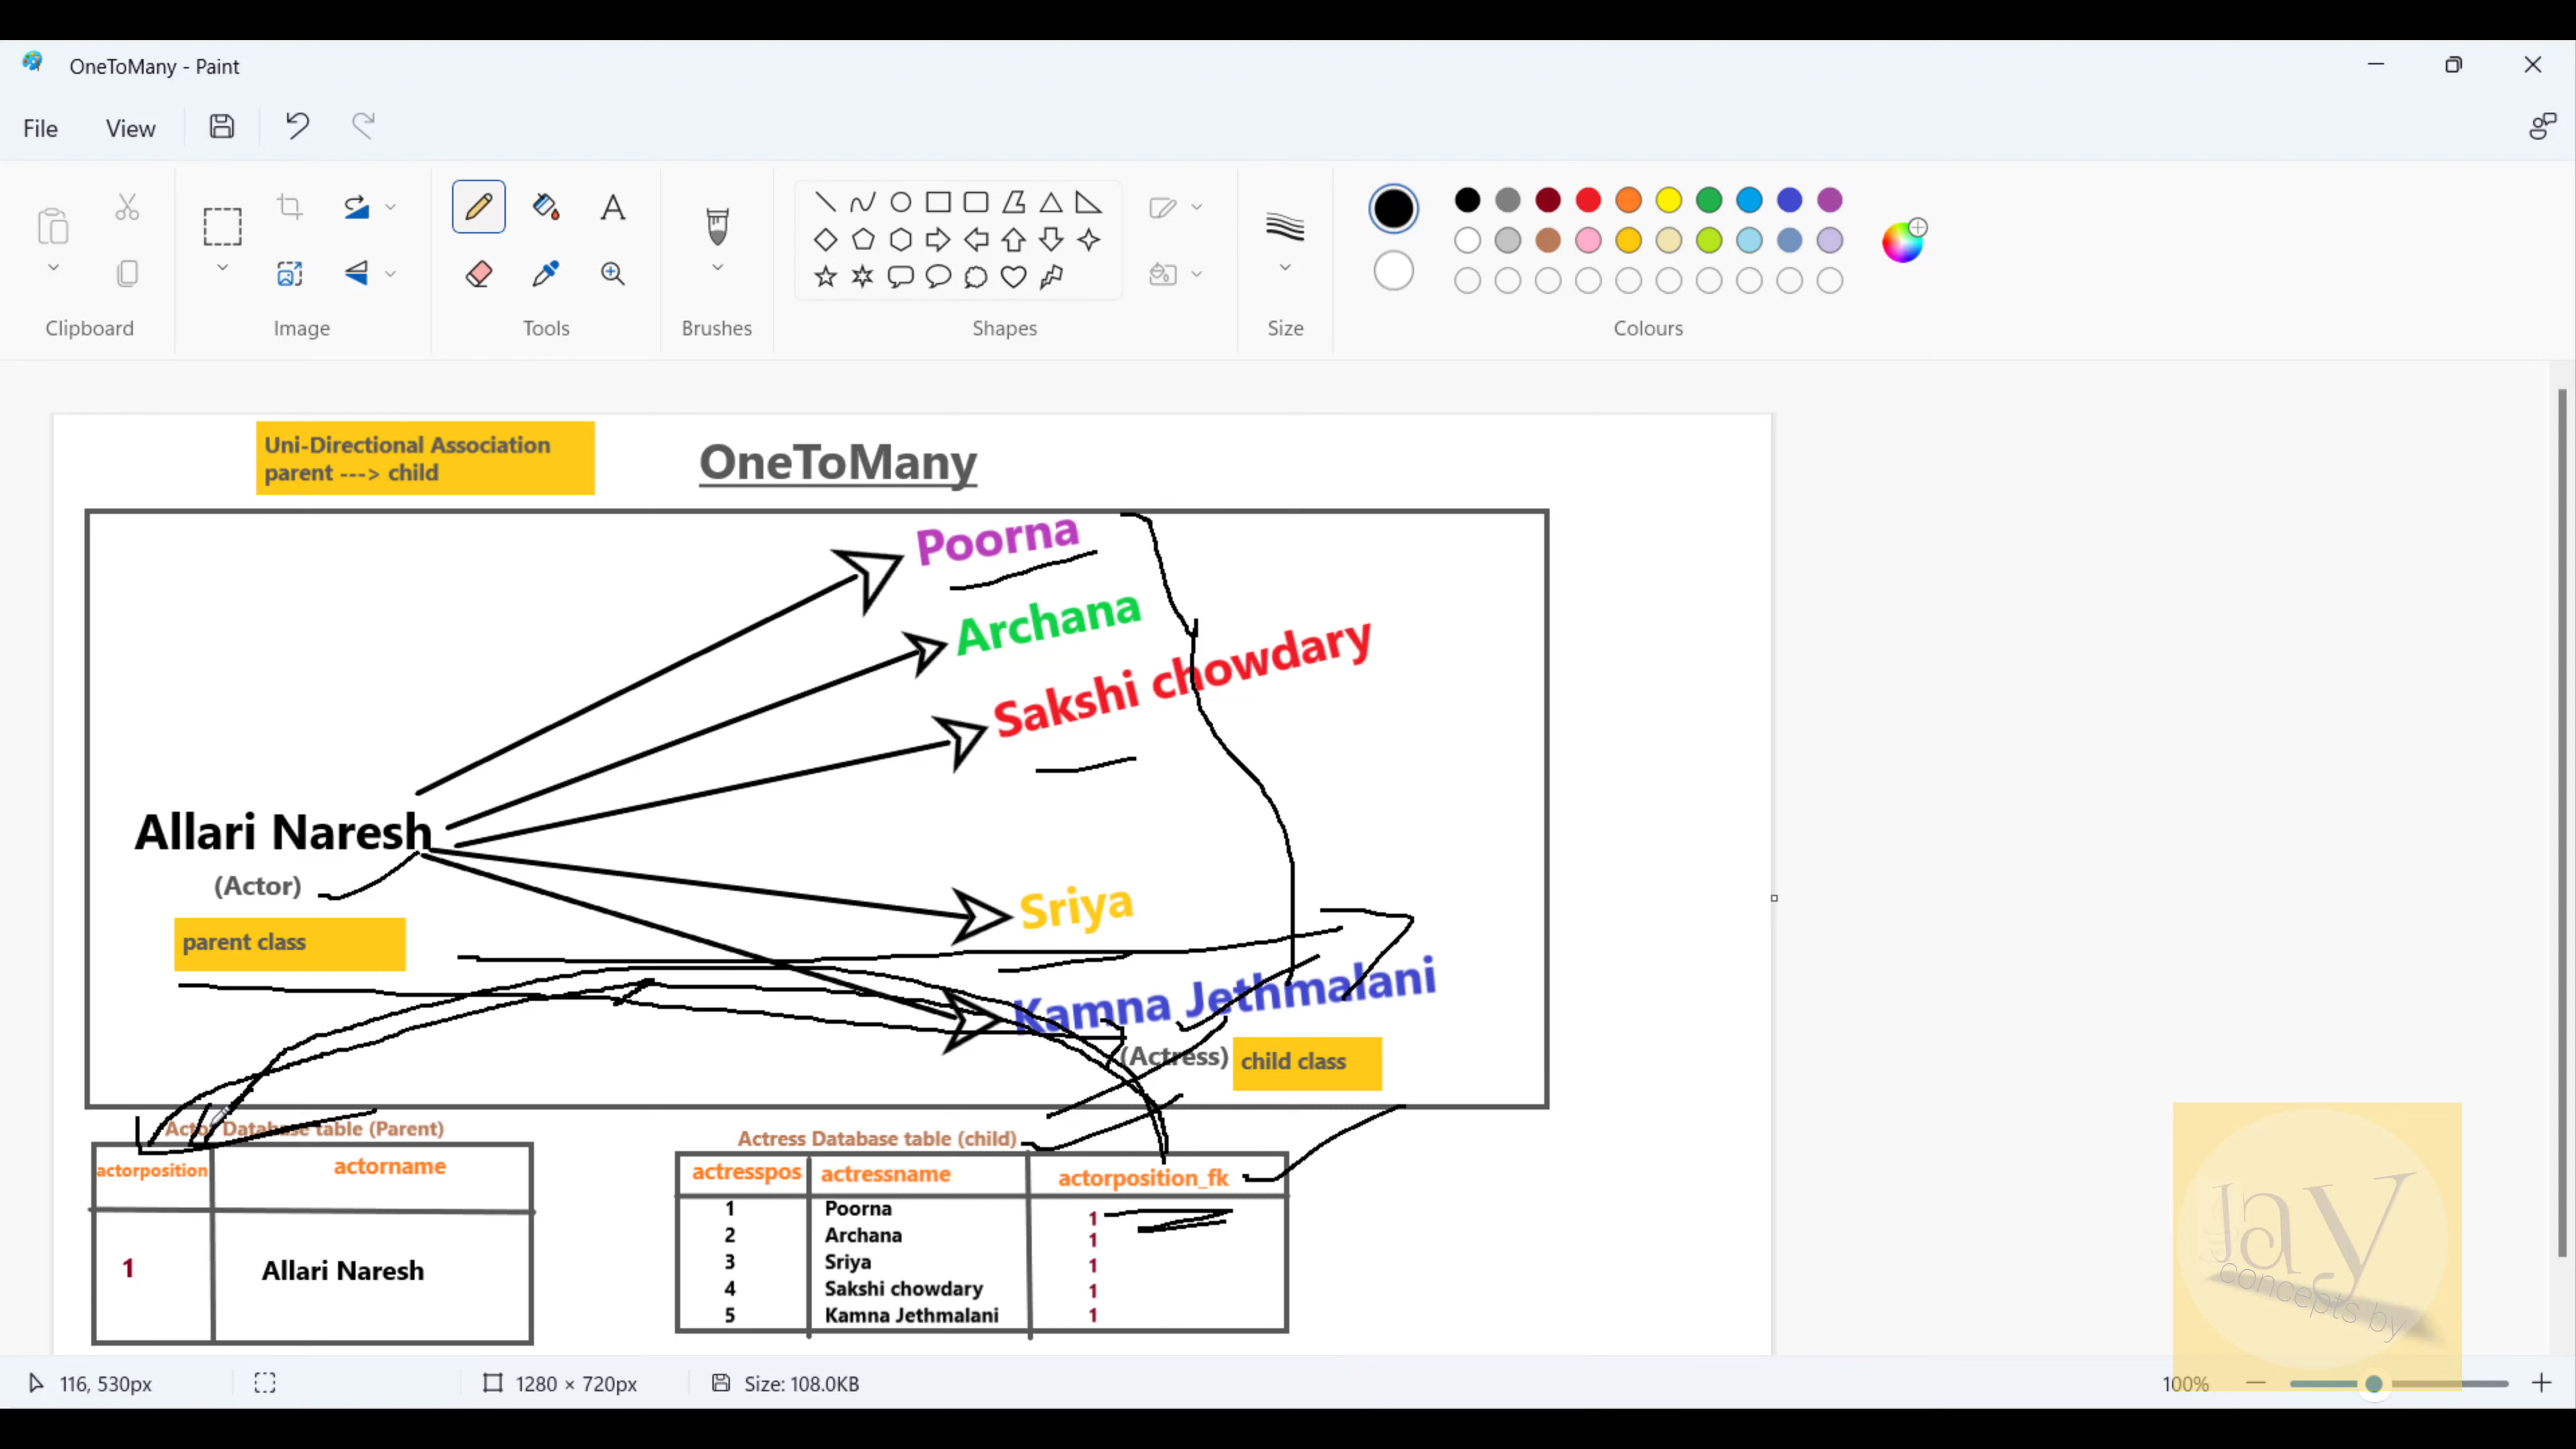 OneToMany - Paint
File View
Clipboard Image Tools Brushes Shapes Size Colours
Uni-Directional Association
parent ---> child
OneToMany
Poorna
Archana
Sakshi chowdary
Allari Naresh
(Actor)
parent class
Sriya
Kamna Jethmalani
(Actress)
child class
Actor Database table (Parent)
actorposition actorname
1 Allari Naresh
Actress Database table (child)
actresspos actressname actorposition_fk
1 Poorna 1
2 Archana 1
3 Sriya 1
4 Sakshi chowdary 1
5 Kamna Jethmalani 1
Jay
concepts by
116, 530px
1280 × 720px
Size: 108.0KB
100%